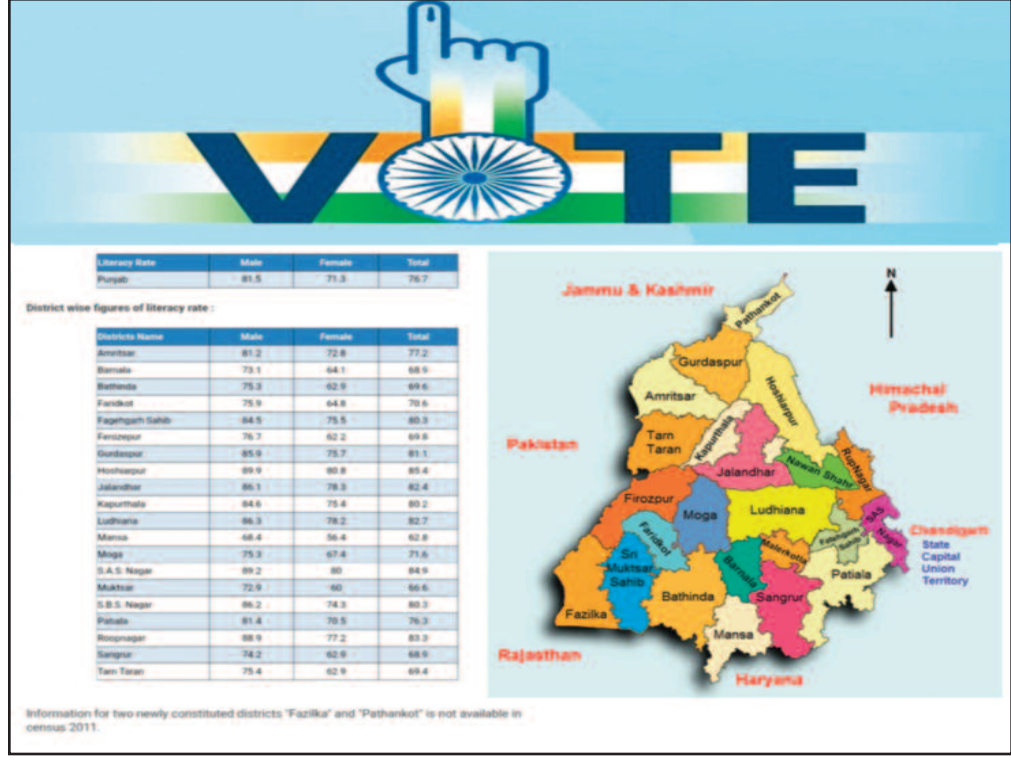 VOTE
Literacy Rate Male Female Total
Punjab 81.5 71.3 76.7
District wise figures of literacy rate :
Districts Name Male Female Total
Amritsar 81.2 72.8 77.2
Barnala 73.1 64.1 68.9
Bathinda 75.3 62.9 69.6
Faridkot 75.9 64.8 70.6
Fagehgarh Sahib 84.5 75.5 80.3
Ferozepur 76.7 62.2 69.8
Gurdaspur 85.9 75.7 81.1
Hoshiarpur 89.9 80.8 85.4
Jalandhar 86.1 78.3 82.4
Kapurthala 84.6 75.4 80.2
Ludhiana 86.3 78.2 82.7
Mansa 68.4 56.4 62.8
Moga 75.3 67.4 71.6
S.A.S. Nagar 89.2 80 84.9
Muktsar 72.9 60 66.6
S.B.S. Nagar 86.2 74.3 80.3
Patiala 81.4 70.5 76.3
Roopnagar 88.9 77.2 83.3
Sangrur 74.2 62.9 68.9
Tarn Taran 75.4 62.9 69.4
Information for two newly constituted districts "Fazilka" and "Pathankot" is not available in
census 2011.
N
Jammu & Kashmir
Pathankot
Gurdaspur
Hoshiarpur
Himachal
Pradesh
Amritsar
Pakistan
Tarn
Taran
Kapurthala
Jalandhar
Nawan Shahr
RupNagar
Firozpur
Moga
Ludhiana
SAS
Nagar
Chandigarh
State
Capital
Union
Territory
Faridkot
Fatehgarh
Sahib
Malerkotla
Sri
Muktsar
Sahib
Barnala
Patiala
Bathinda
Sangrur
Fazilka
Mansa
Rajasthan
Haryana